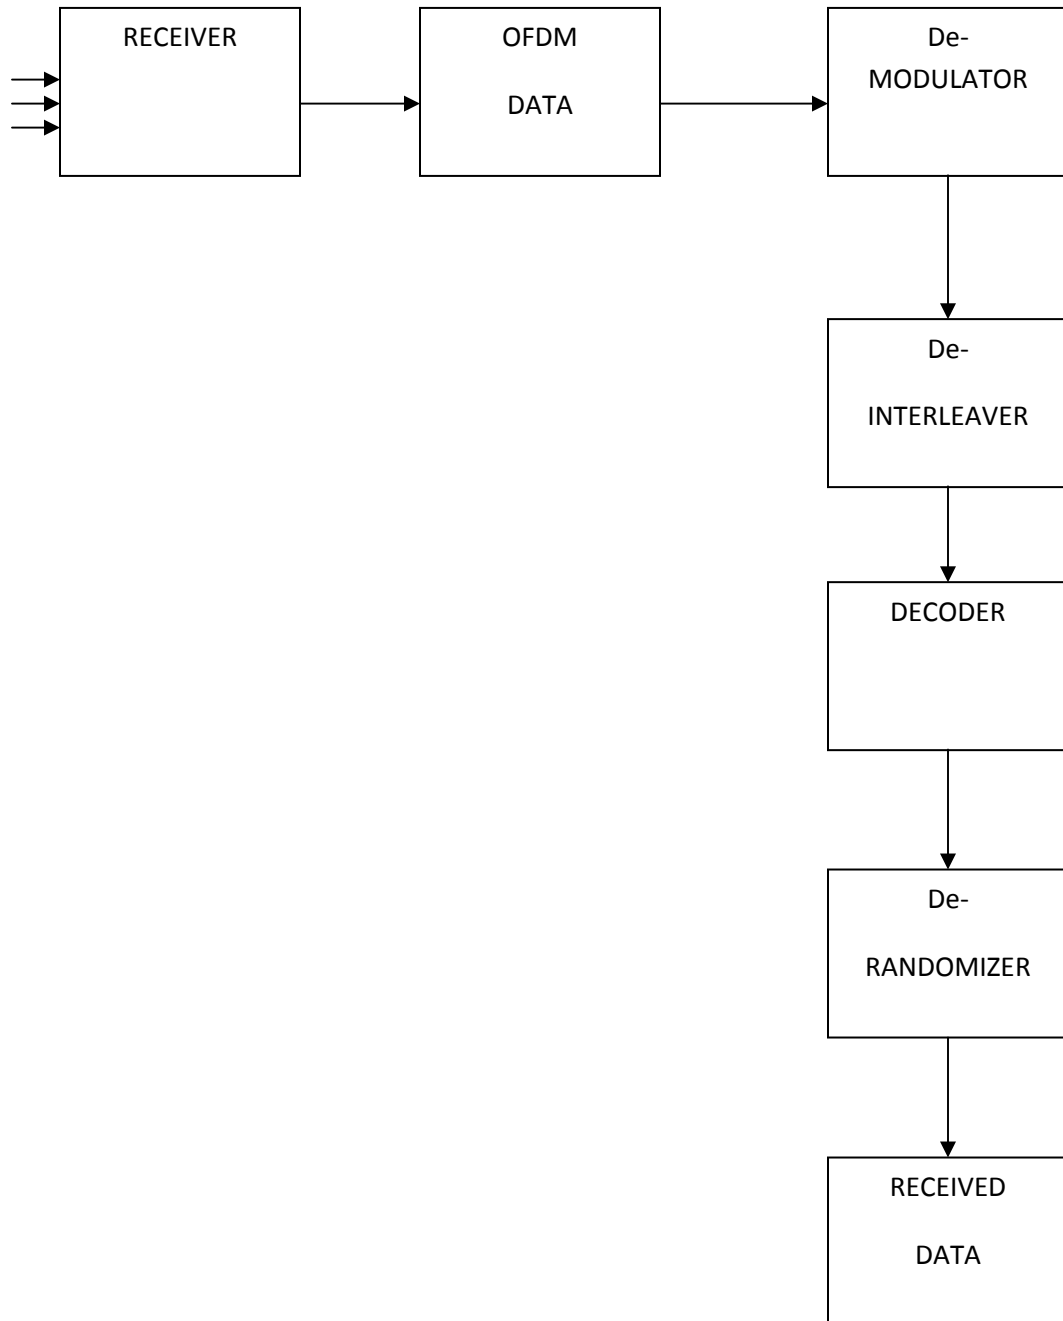 RECEIVER
OFDM
DATA
De-
MODULATOR
De-
INTERLEAVER
DECODER
De-
RANDOMIZER
RECEIVED
DATA